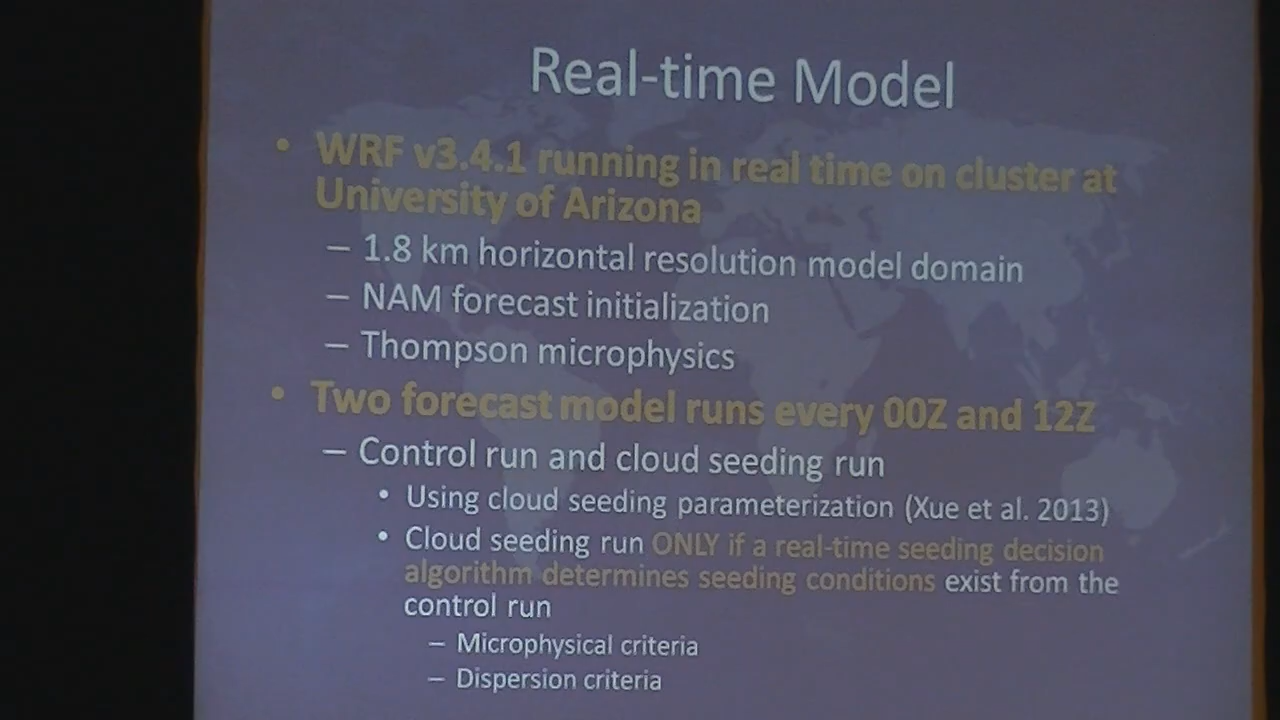 Real-time Model
• WRF v3.4.1 running in real time on cluster at
University of Arizona
– 1.8 km horizontal resolution model domain
– NAM forecast initialization
– Thompson microphysics
• Two forecast model runs every 00Z and 12Z
– Control run and cloud seeding run
• Using cloud seeding parameterization (Xue et al. 2013)
• Cloud seeding run ONLY if a real-time seeding decision
algorithm determines seeding conditions exist from the
control run
– Microphysical criteria
– Dispersion criteria